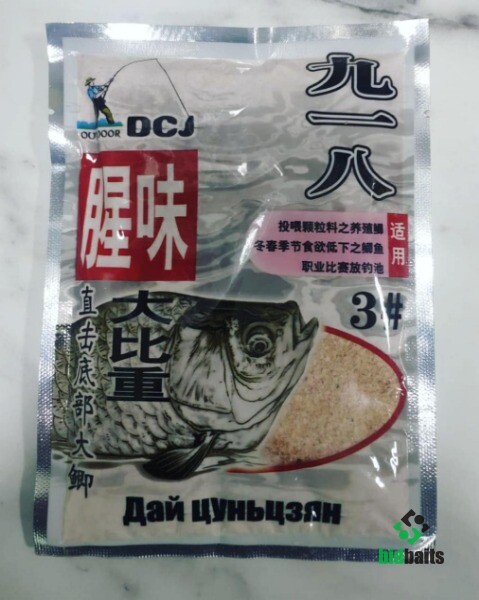 九一八
OUTDOOR DCJ
腥味
投喂颗粒料之养殖鲫
冬春季节食欲低下之鲫鱼
职业比赛放钓池
适用
大比重
3#
直击底部大鲫
Дай цуньцзян
biobaits